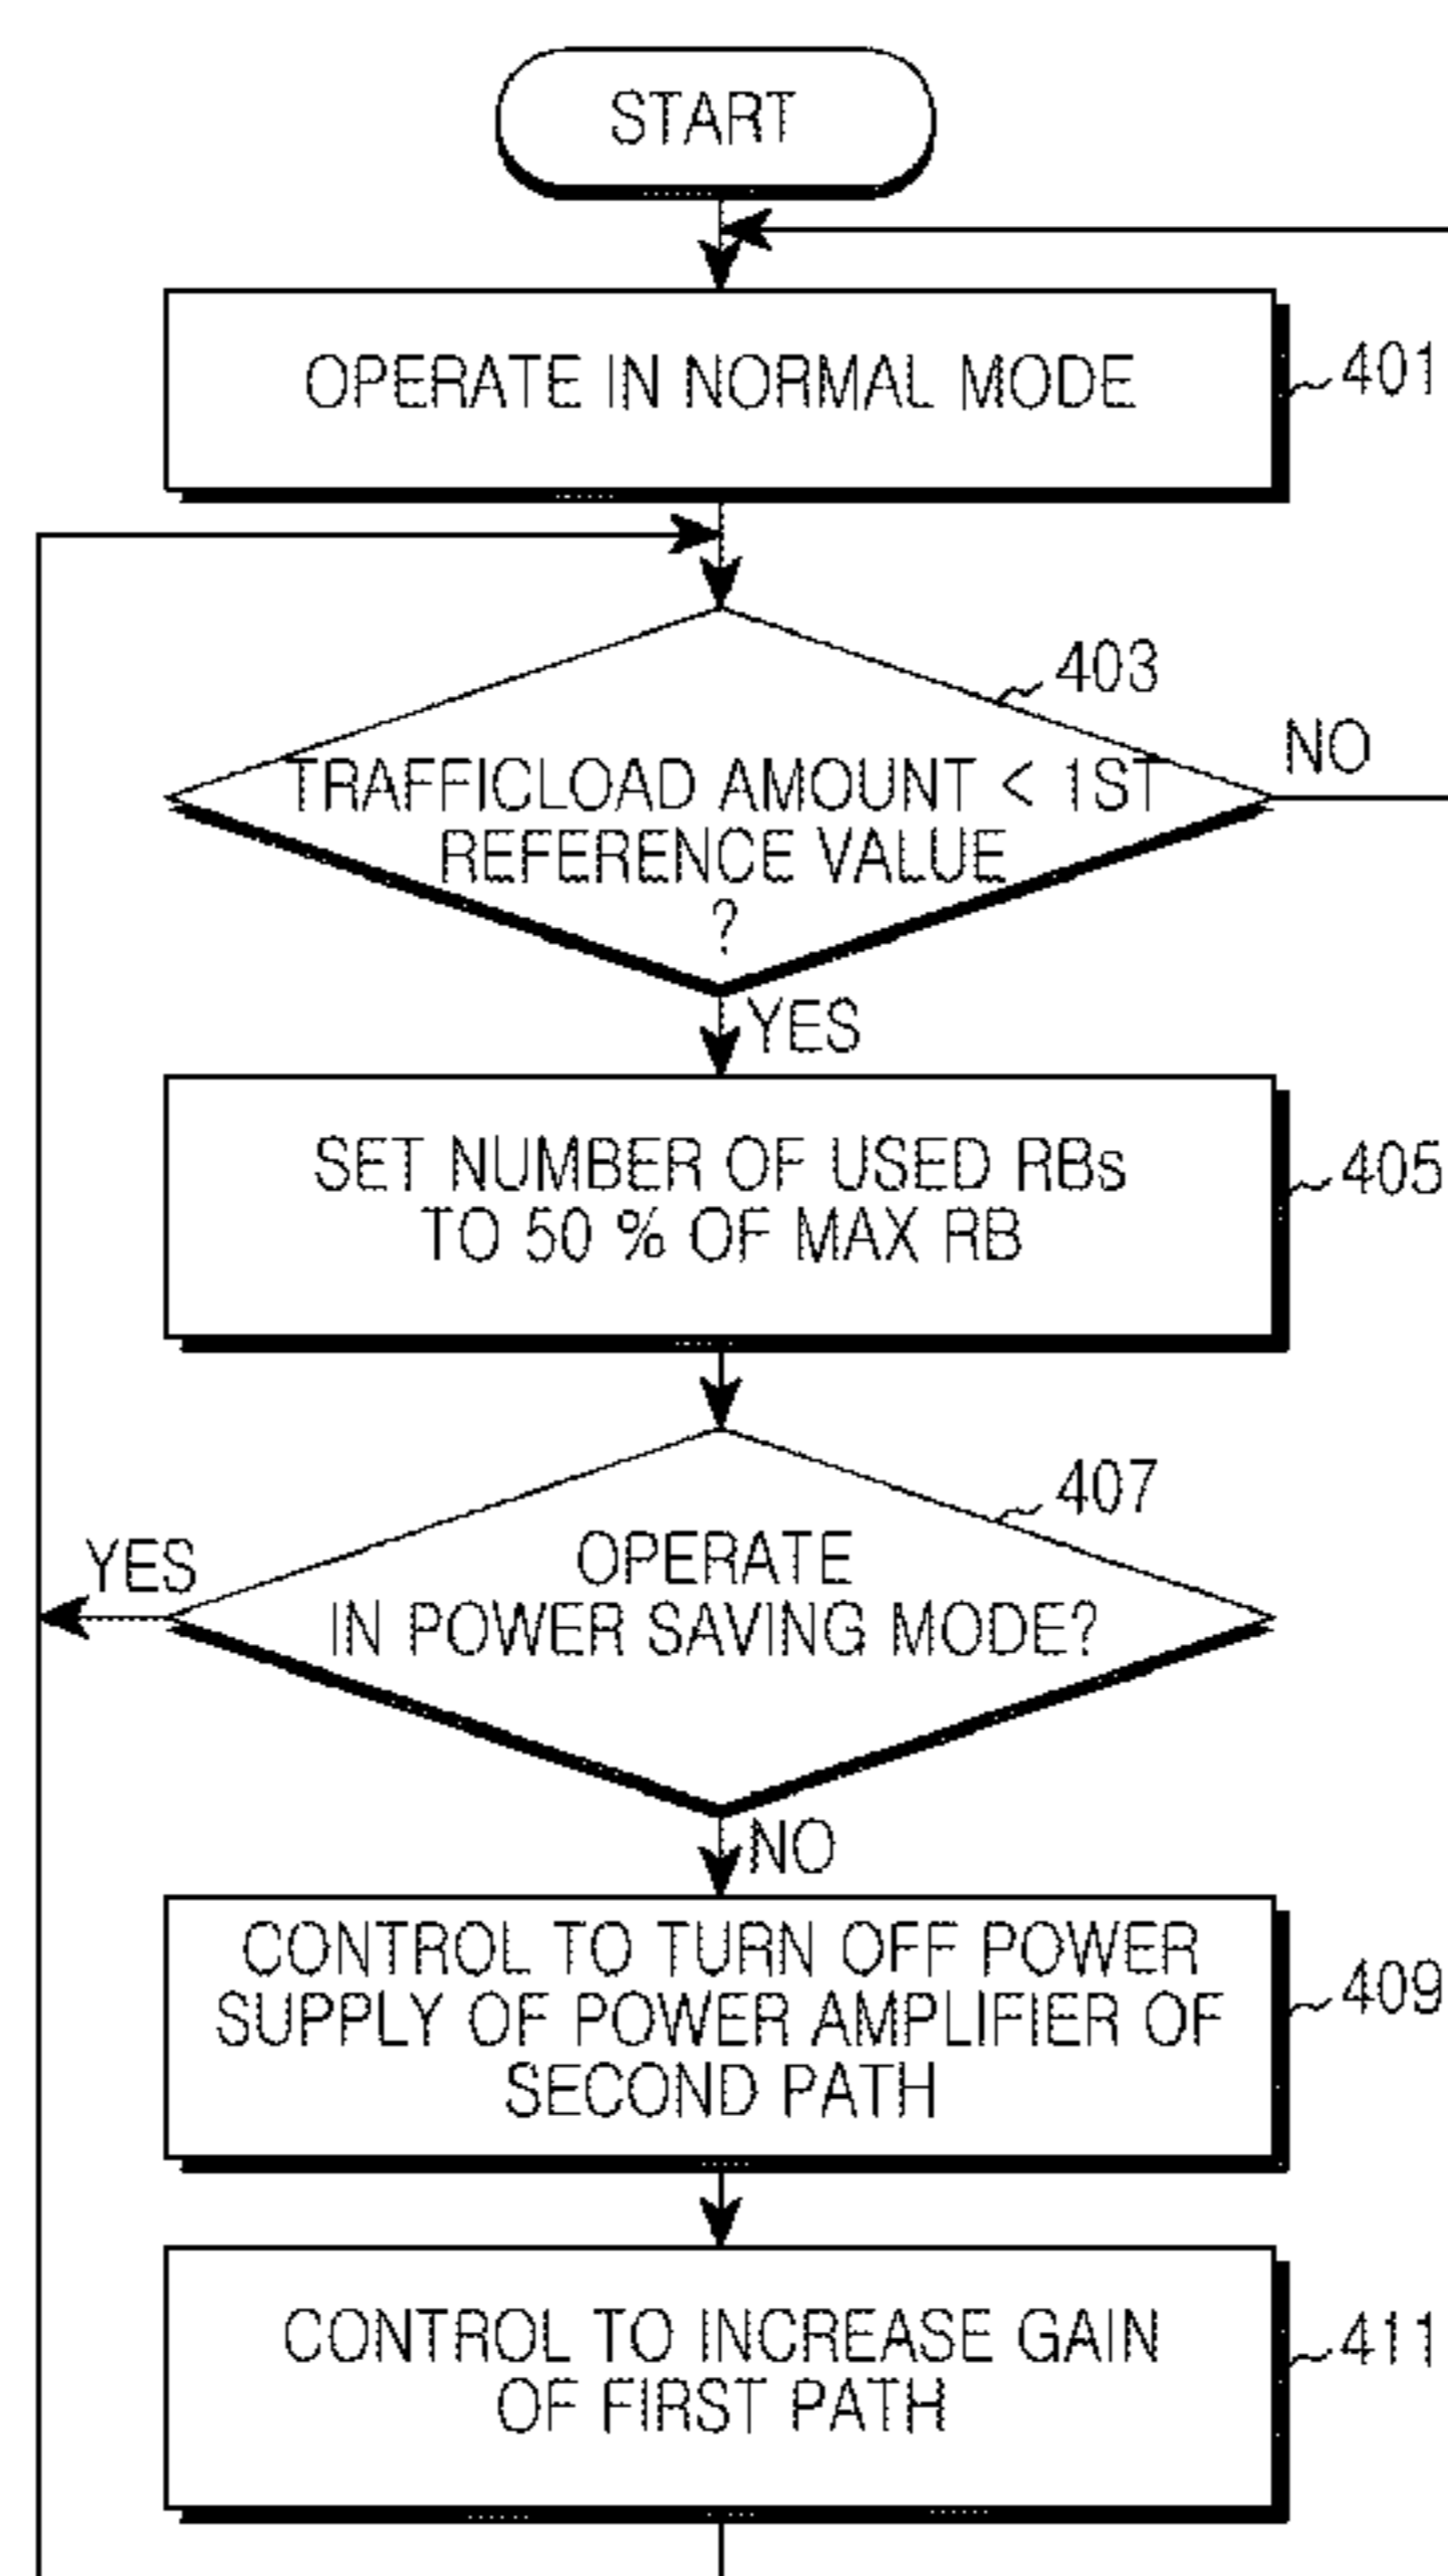 START
OPERATE IN NORMAL MODE
401
403
TRAFFICLOAD AMOUNT < 1ST
REFERENCE VALUE
?
NO
YES
SET NUMBER OF USED RBs
TO 50 % OF MAX RB
405
407
OPERATE
IN POWER SAVING MODE?
YES
NO
CONTROL TO TURN OFF POWER
SUPPLY OF POWER AMPLIFIER OF
SECOND PATH
409
CONTROL TO INCREASE GAIN
OF FIRST PATH
411